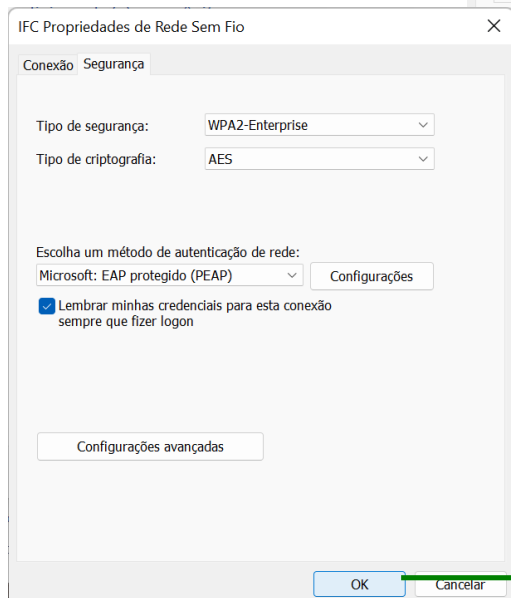 IFC Propriedades de Rede Sem Fio
Conexão Segurança
Tipo de segurança: WPA2-Enterprise
Tipo de criptografia: AES
Escolha um método de autenticação de rede:
Microsoft: EAP protegido (PEAP) Configurações
Lembrar minhas credenciais para esta conexão
sempre que fizer logon
Configurações avançadas
OK Cancelar